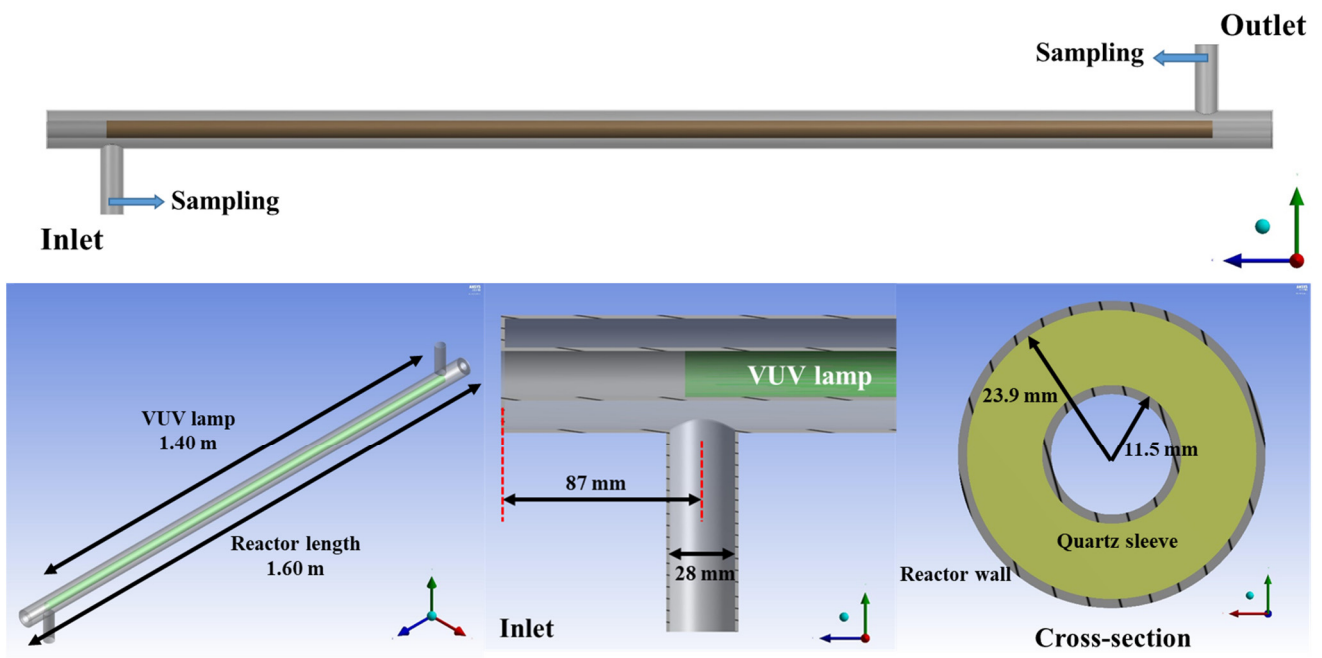 Outlet
Sampling
Sampling
Inlet
VUV lamp
1.40 m
Reactor length
1.60 m
VUV lamp
87 mm
28 mm
Inlet
23.9 mm
11.5 mm
Quartz sleeve
Reactor wall
Cross-section